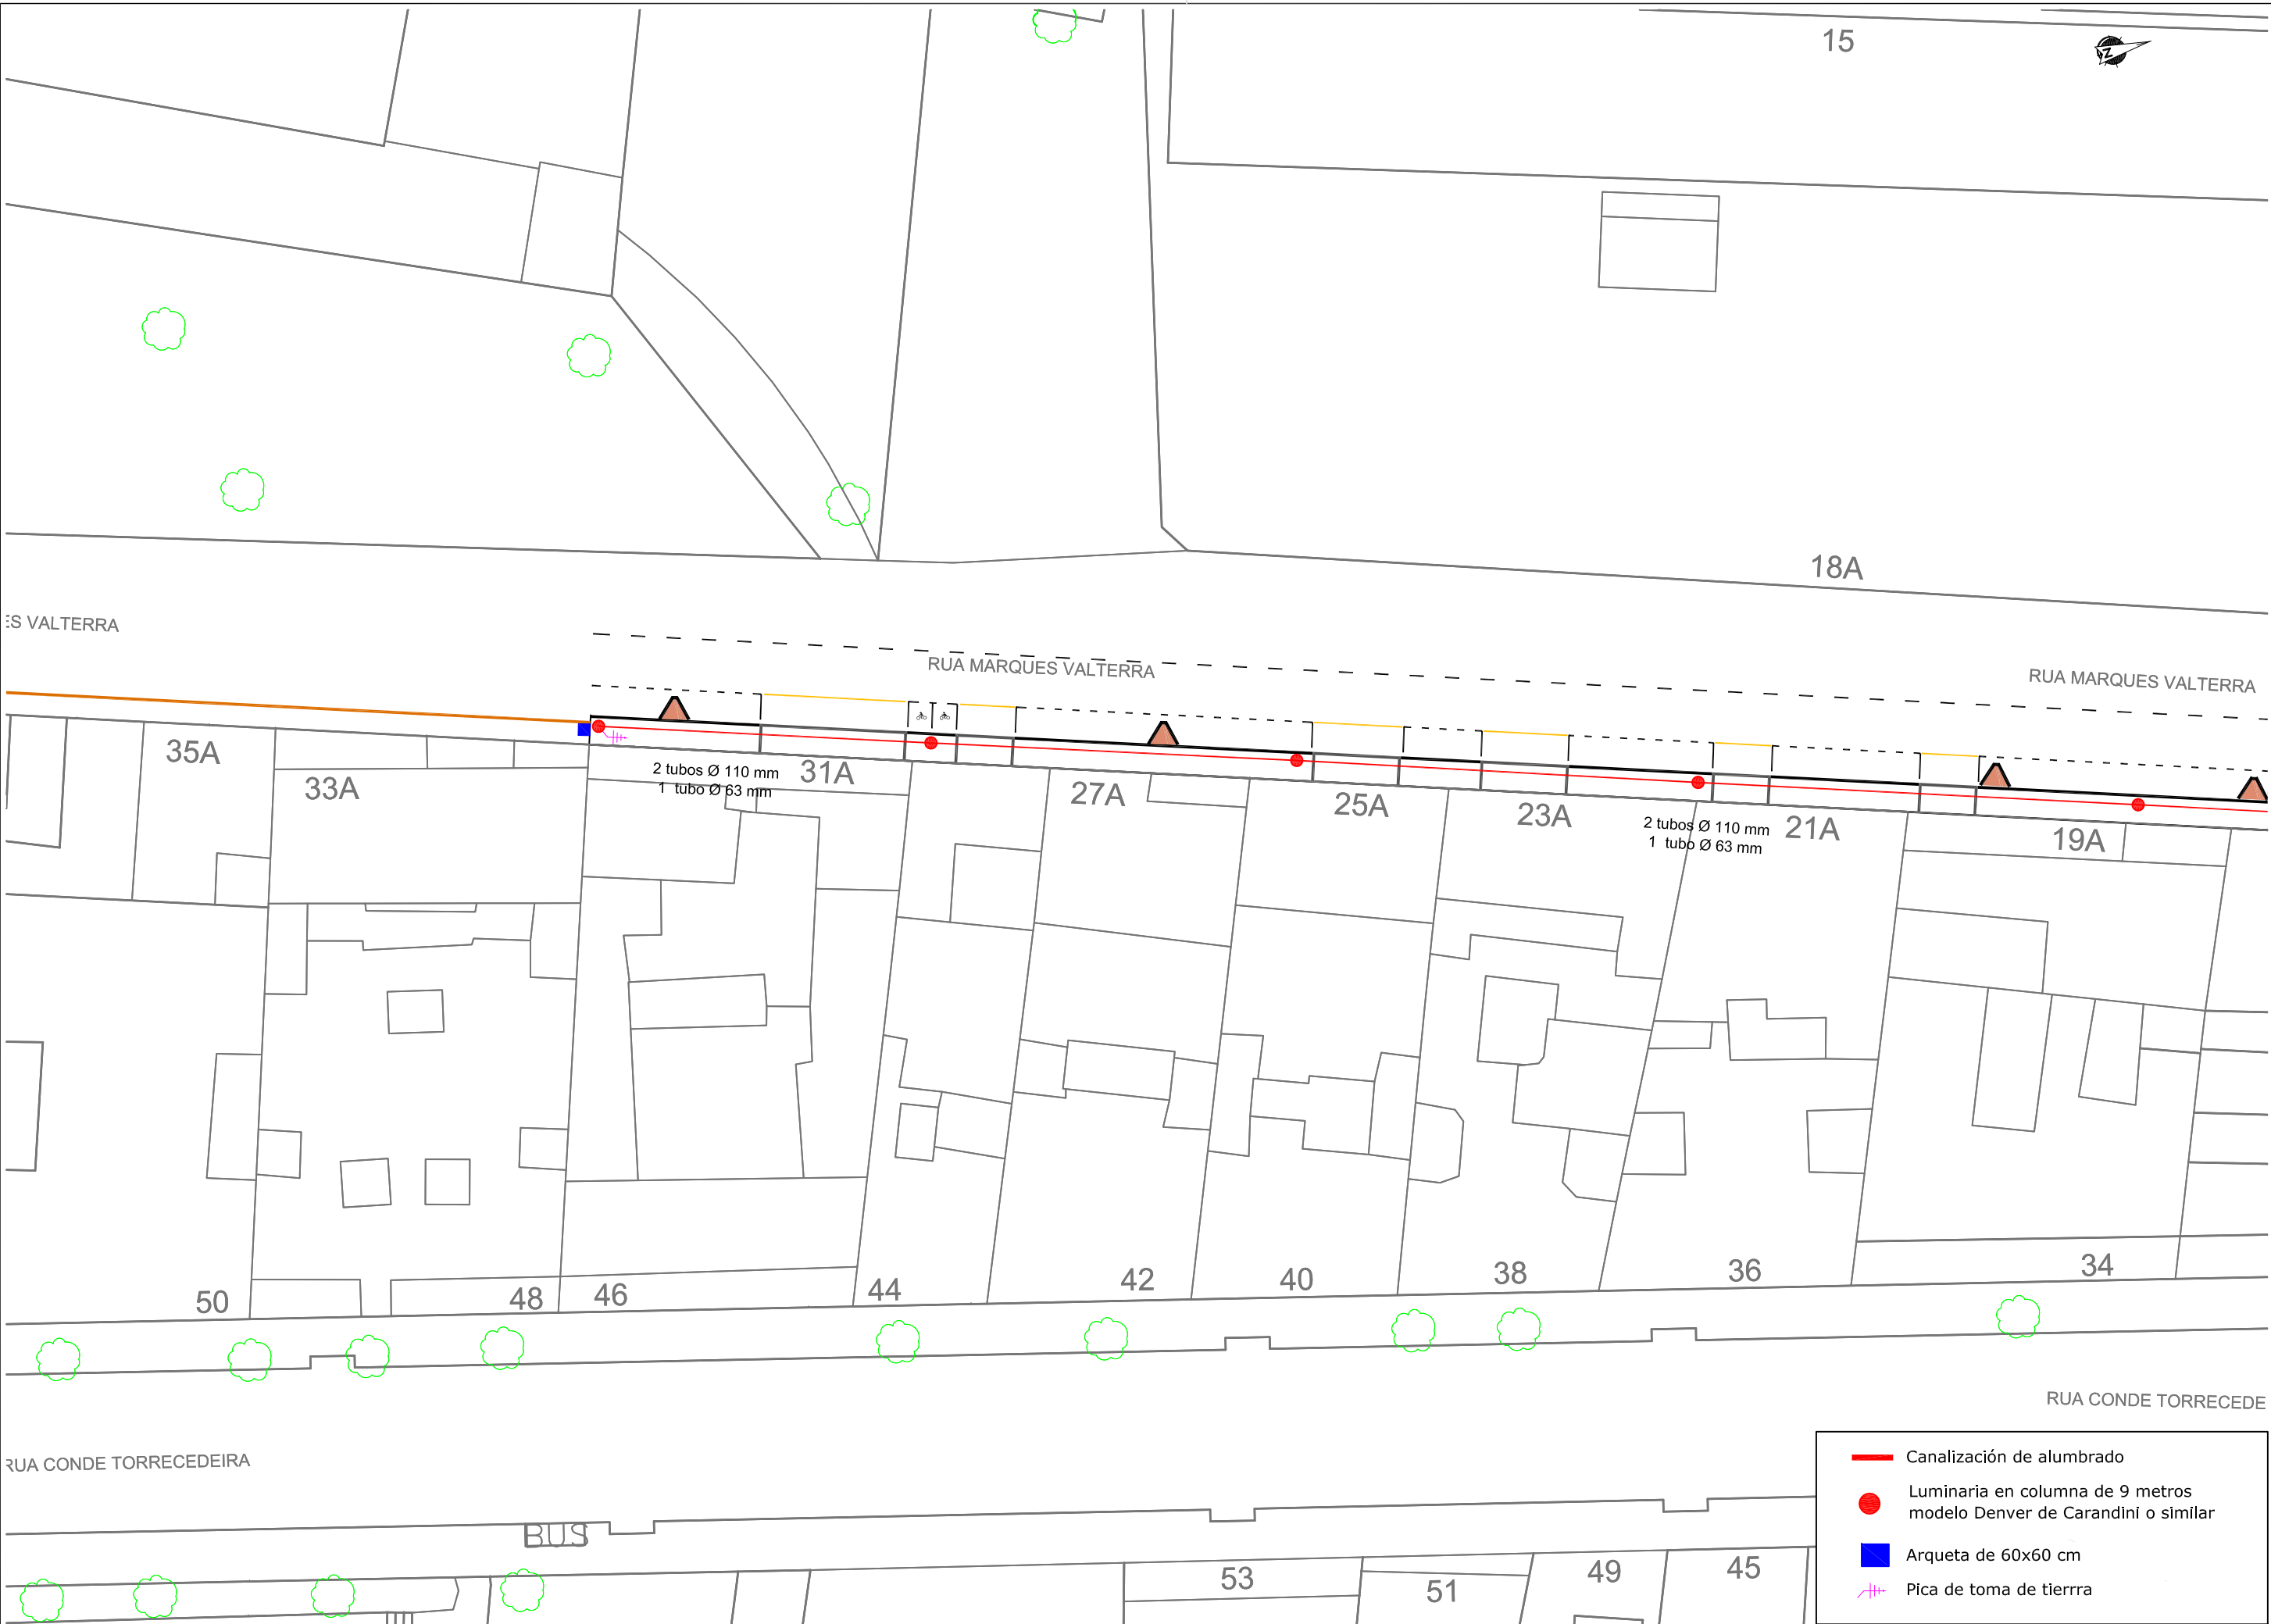 15
N
18A
ES VALTERRA
RUA MARQUES VALTERRA
RUA MARQUES VALTERRA
35A
33A
2 tubos Ø 110 mm
1 tubo Ø 63 mm
31A
27A
25A
23A
2 tubos Ø 110 mm
1 tubo Ø 63 mm
21A
19A
50
48
46
44
42
40
38
36
34
RUA CONDE TORRECEDE
RUA CONDE TORRECEDEIRA
BUS
53
51
49
45
Canalización de alumbrado
Luminaria en columna de 9 metros
modelo Denver de Carandini o similar
Arqueta de 60x60 cm
Pica de toma de tierrra